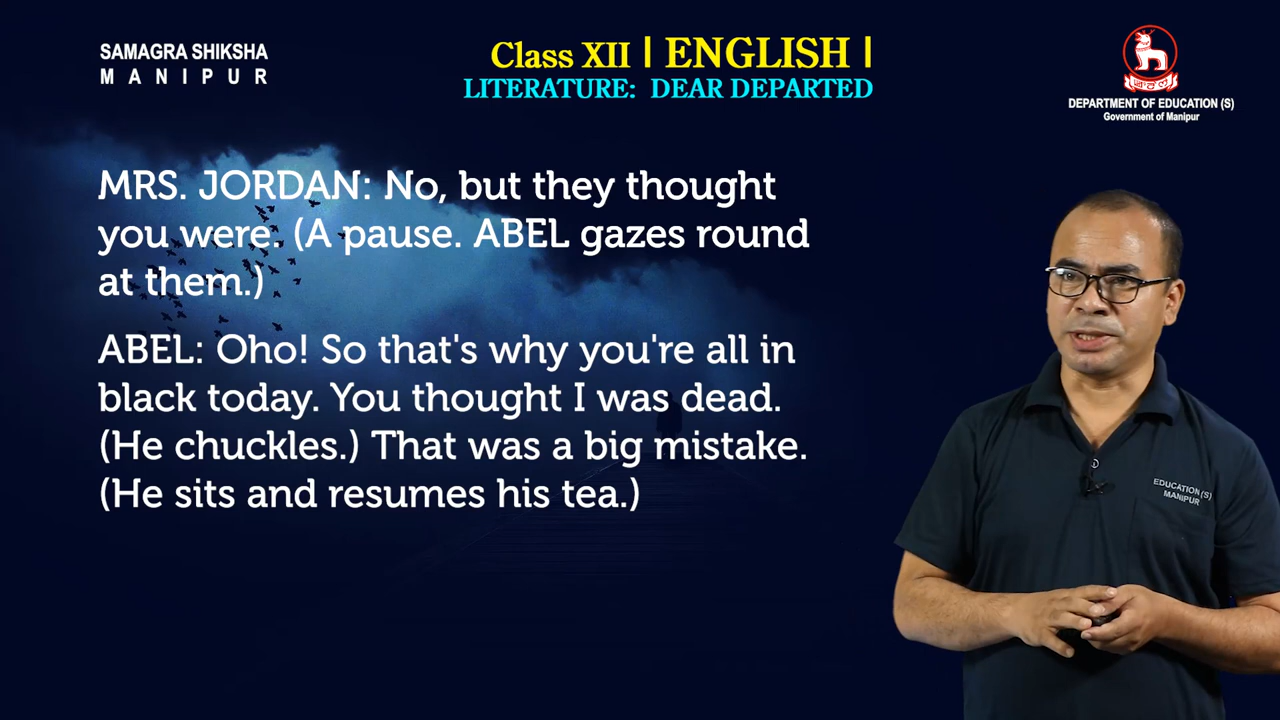 SAMAGRA SHIKSHA
MANIPUR
Class XII | ENGLISH |
LITERATURE: DEAR DEPARTED
DEPARTMENT OF EDUCATION (S)
Government of Manipur
MRS. JORDAN: No, but they thought
you were. (A pause. ABEL gazes round
at them.)
ABEL: Oho! So that's why you're all in
black today. You thought I was dead.
(He chuckles.) That was a big mistake.
(He sits and resumes his tea.)
EDUCATION (S)
MANIPUR